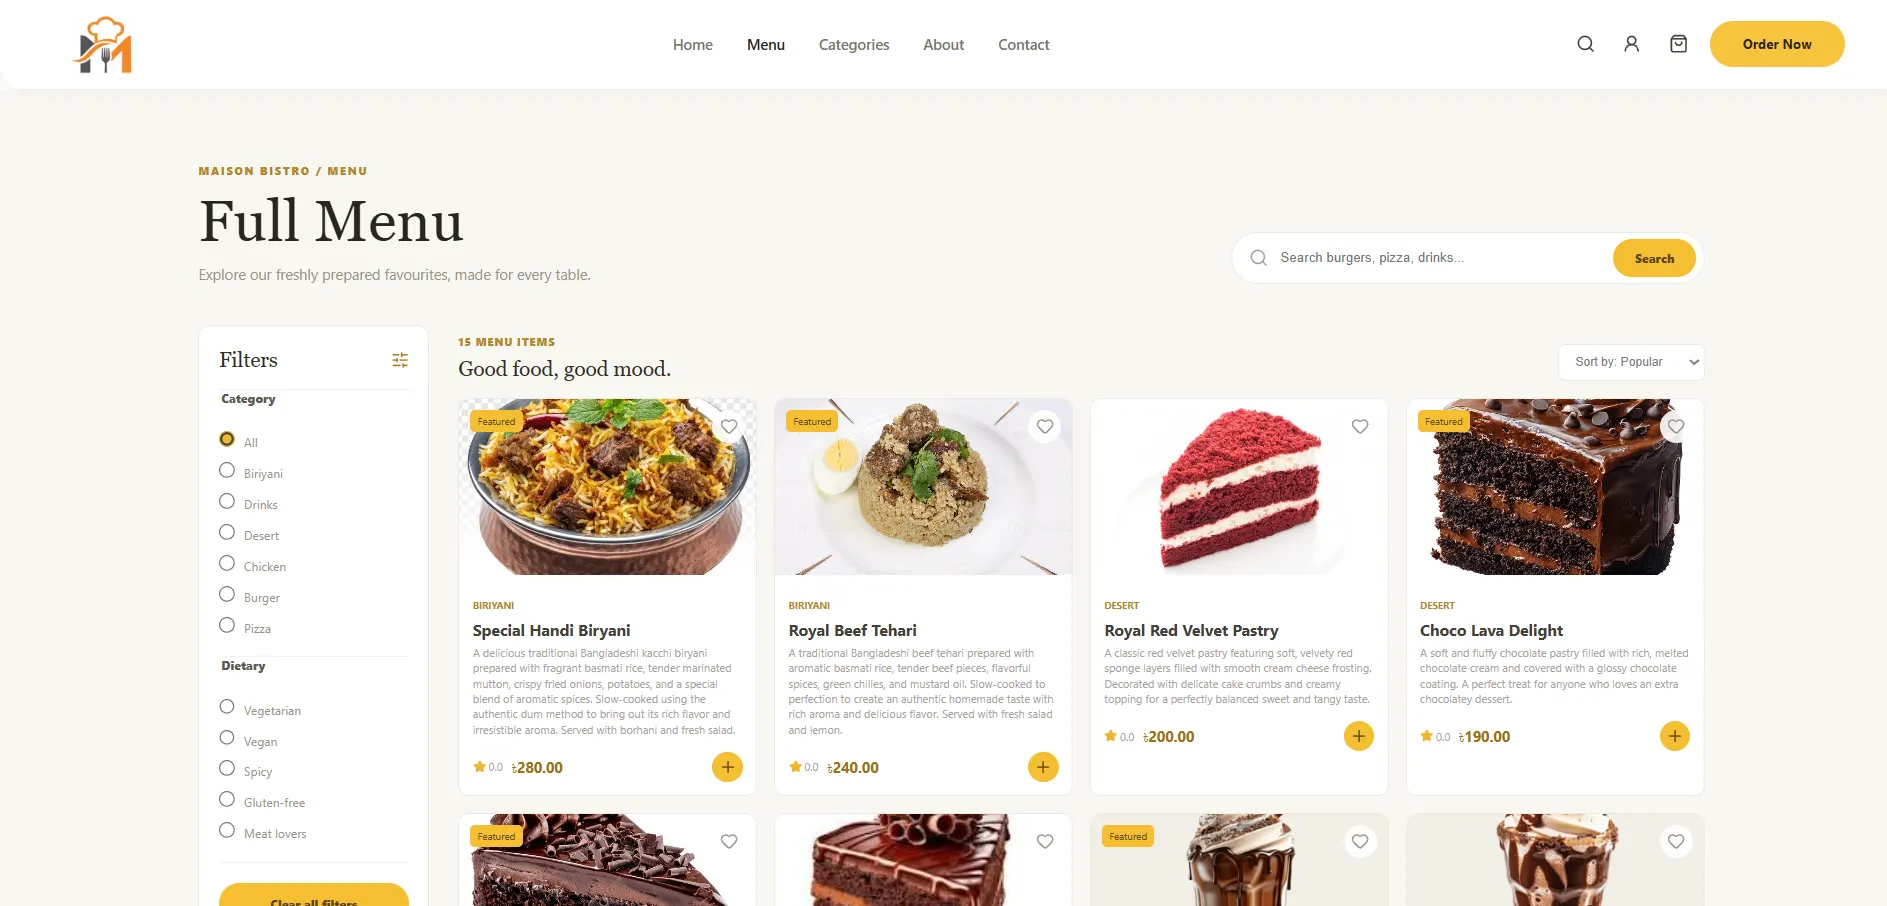 Home
Menu
Categories
About
Contact
Order Now
MAISON BISTRO / MENU
Full Menu
Explore our freshly prepared favourites, made for every table.
Search burgers, pizza, drinks...
Search
Filters
Category
All
Biriyani
Drinks
Desert
Chicken
Burger
Pizza
Dietary
Vegetarian
Vegan
Spicy
Gluten-free
Meat lovers
Clear all filters
15 MENU ITEMS
Good food, good mood.
Sort by: Popular
Featured
BIRIYANI
Special Handi Biryani
A delicious traditional Bangladeshi kacchi biryani
prepared with fragrant basmati rice, tender marinated
mutton, crispy fried onions, potatoes, and a special
blend of aromatic spices. Slow-cooked using the
authentic dum method to bring out its rich flavor and
irresistible aroma. Served with borhani and fresh salad.
0.0 ৳280.00
Featured
BIRIYANI
Royal Beef Tehari
A traditional Bangladeshi beef tehari prepared with
aromatic basmati rice, tender beef pieces, flavorful
spices, green chilies, and mustard oil. Slow-cooked to
perfection to create an authentic homemade taste with
rich aroma and delicious flavor. Served with fresh salad
and lemon.
0.0 ৳240.00
DESERT
Royal Red Velvet Pastry
A classic red velvet pastry featuring soft, velvety red
sponge layers filled with smooth cream cheese frosting.
Decorated with delicate cake crumbs and creamy
topping for a perfectly balanced sweet and tangy taste.
0.0 ৳200.00
Featured
DESERT
Choco Lava Delight
A soft and fluffy chocolate pastry filled with rich, melted
chocolate cream and covered with a glossy chocolate
coating. A perfect treat for anyone who loves an extra
chocolatey dessert.
0.0 ৳190.00
Featured
Featured